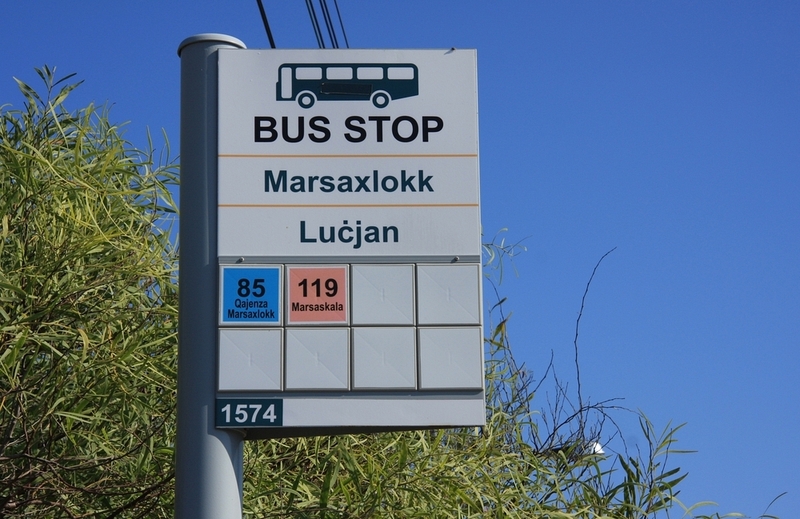 BUS STOP
Marsaxlokk
Luċjan
85
Qajenza
Marsaxlokk
119
Marsaskala
1574